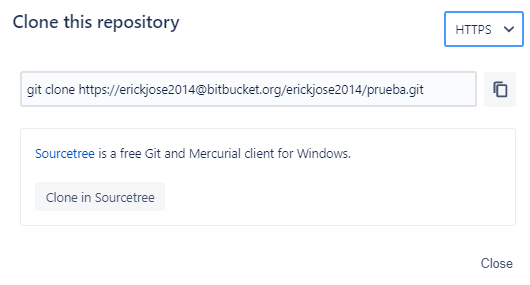 Clone this repository
HTTPS
git clone https://erickjose2014@bitbucket.org/erickjose2014/prueba.git
Sourcetree is a free Git and Mercurial client for Windows.
Clone in Sourcetree
Close